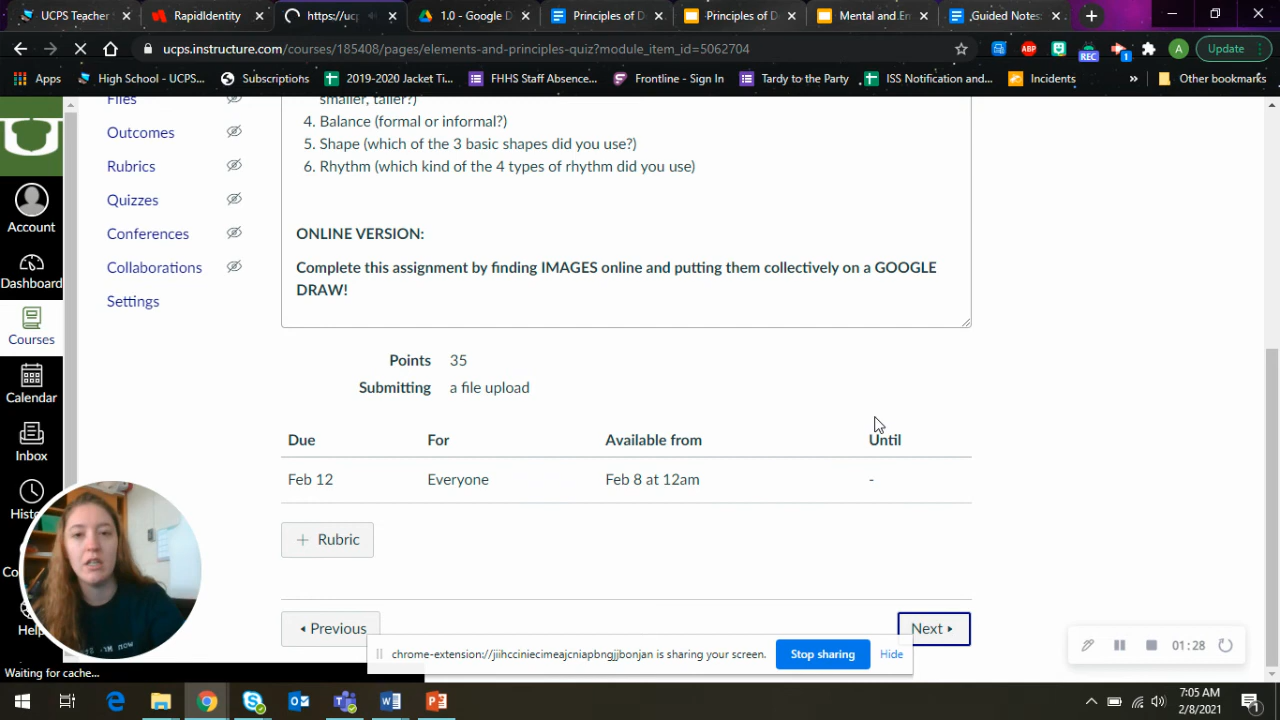 UCPS Teacher
RapidIdentity
https://ucp
1.0 - Google D
Principles of D
Principles of D
Mental and En
Guided Notes:
ucps.instructure.com/courses/185408/pages/elements-and-principles-quiz?module_item_id=5062704
ABP
REC
1
A
Update
Apps
High School - UCPS...
Subscriptions
2019-2020 Jacket Ti...
FHHS Staff Absence...
Frontline - Sign In
Tardy to the Party
ISS Notification and...
Incidents
»
Other bookmarks
Account
Dashboard
Courses
Calendar
Inbox
Help
Files
Outcomes
Rubrics
Quizzes
Conferences
Collaborations
Settings
smaller, taller?)
4. Balance (formal or informal?)
5. Shape (which of the 3 basic shapes did you use?)
6. Rhythm (which kind of the 4 types of rhythm did you use)
ONLINE VERSION:
Complete this assignment by finding IMAGES online and putting them collectively on a GOOGLE
DRAW!
Points 35
Submitting a file upload
Due For Available from Until
Feb 12 Everyone Feb 8 at 12am -
+ Rubric
Previous
Next
chrome-extension://jiihcciniecimeajcniapbngjjbonjan is sharing your screen.
Stop sharing
Hide
1:28
Waiting for cache...
7:05 AM
2/8/2021
1